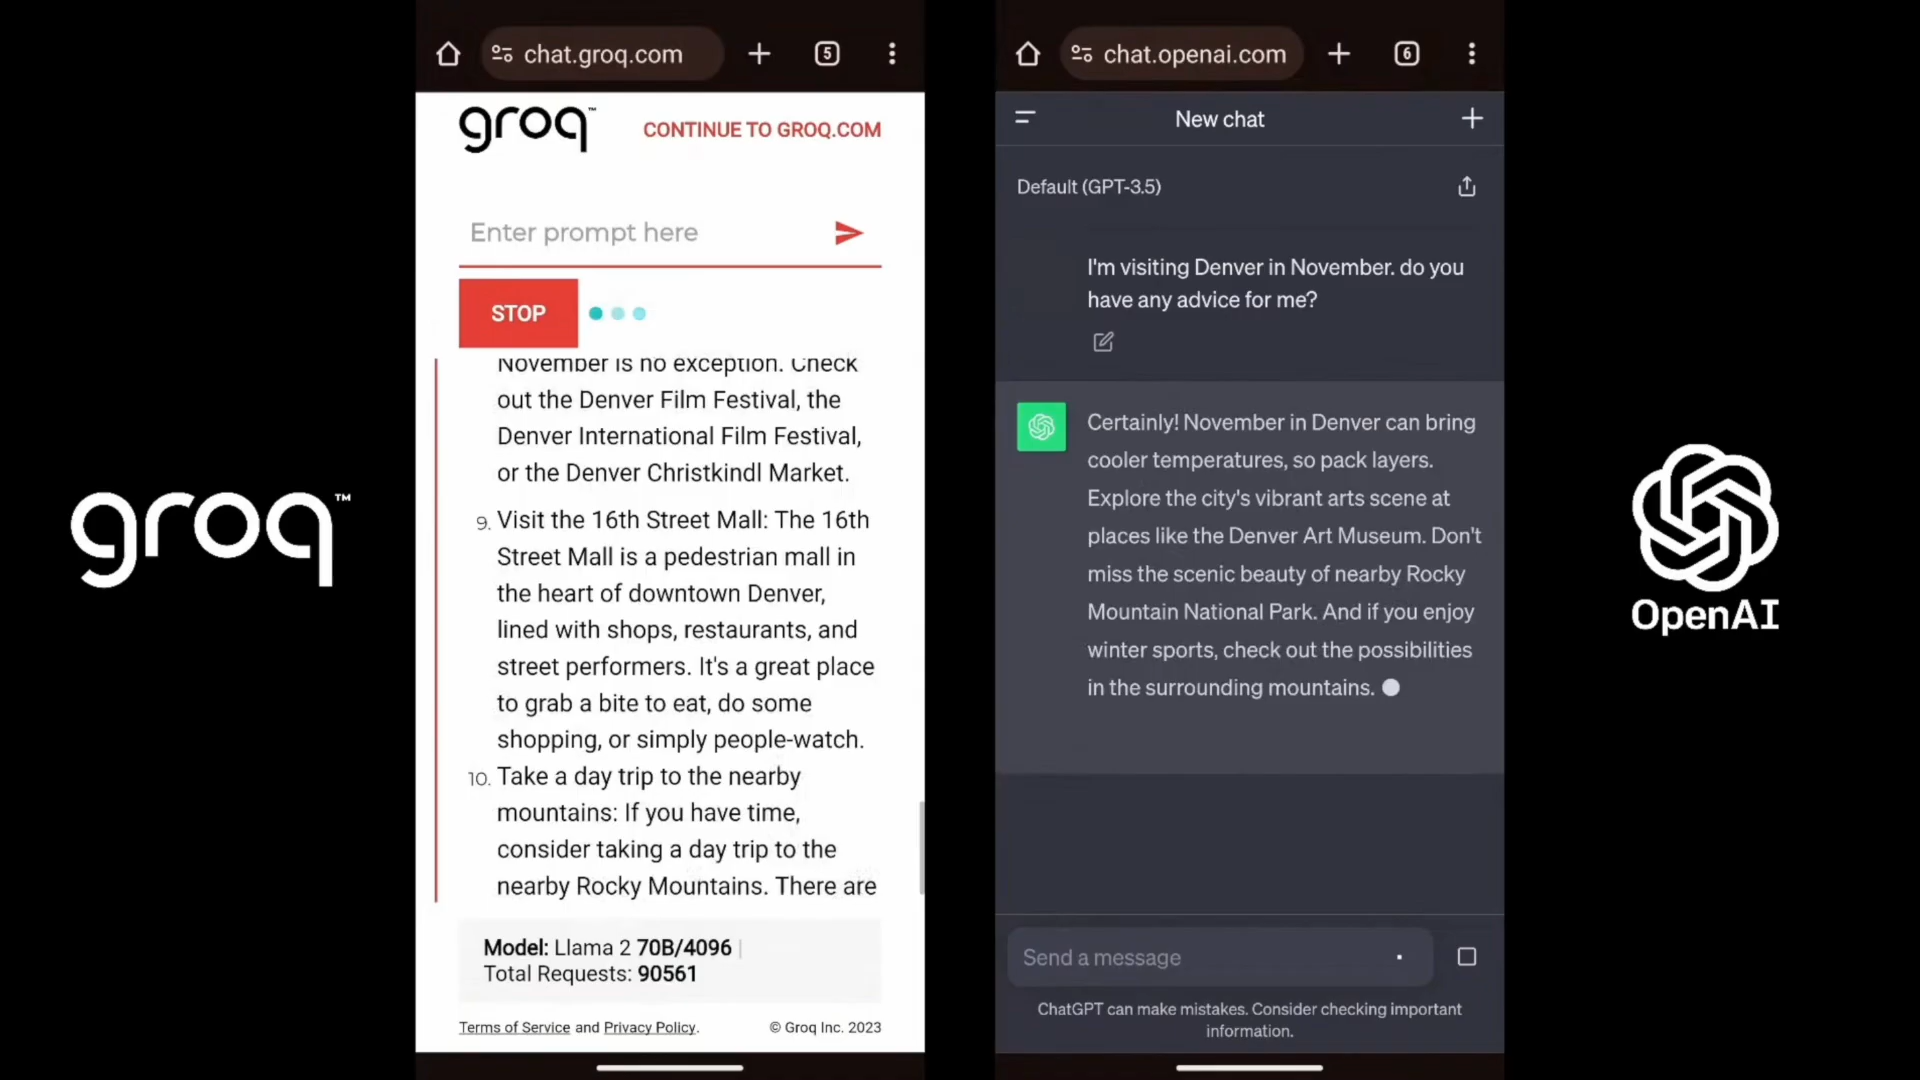 groq™
chat.groq.com
5
groq™
CONTINUE TO GROQ.COM
Enter prompt here
STOP
November is no exception. Check
out the Denver Film Festival, the
Denver International Film Festival,
or the Denver Christkindl Market.
9. Visit the 16th Street Mall: The 16th
Street Mall is a pedestrian mall in
the heart of downtown Denver,
lined with shops, restaurants, and
street performers. It's a great place
to grab a bite to eat, do some
shopping, or simply people-watch.
10. Take a day trip to the nearby
mountains: If you have time,
consider taking a day trip to the
nearby Rocky Mountains. There are
Model: Llama 2 70B/4096 |
Total Requests: 90561
Terms of Service and Privacy Policy.
© Groq Inc. 2023
chat.openai.com
6
New chat
Default (GPT-3.5)
I'm visiting Denver in November. do you
have any advice for me?
Certainly! November in Denver can bring
cooler temperatures, so pack layers.
Explore the city's vibrant arts scene at
places like the Denver Art Museum. Don't
miss the scenic beauty of nearby Rocky
Mountain National Park. And if you enjoy
winter sports, check out the possibilities
in the surrounding mountains.
Send a message
ChatGPT can make mistakes. Consider checking important
information.
OpenAI